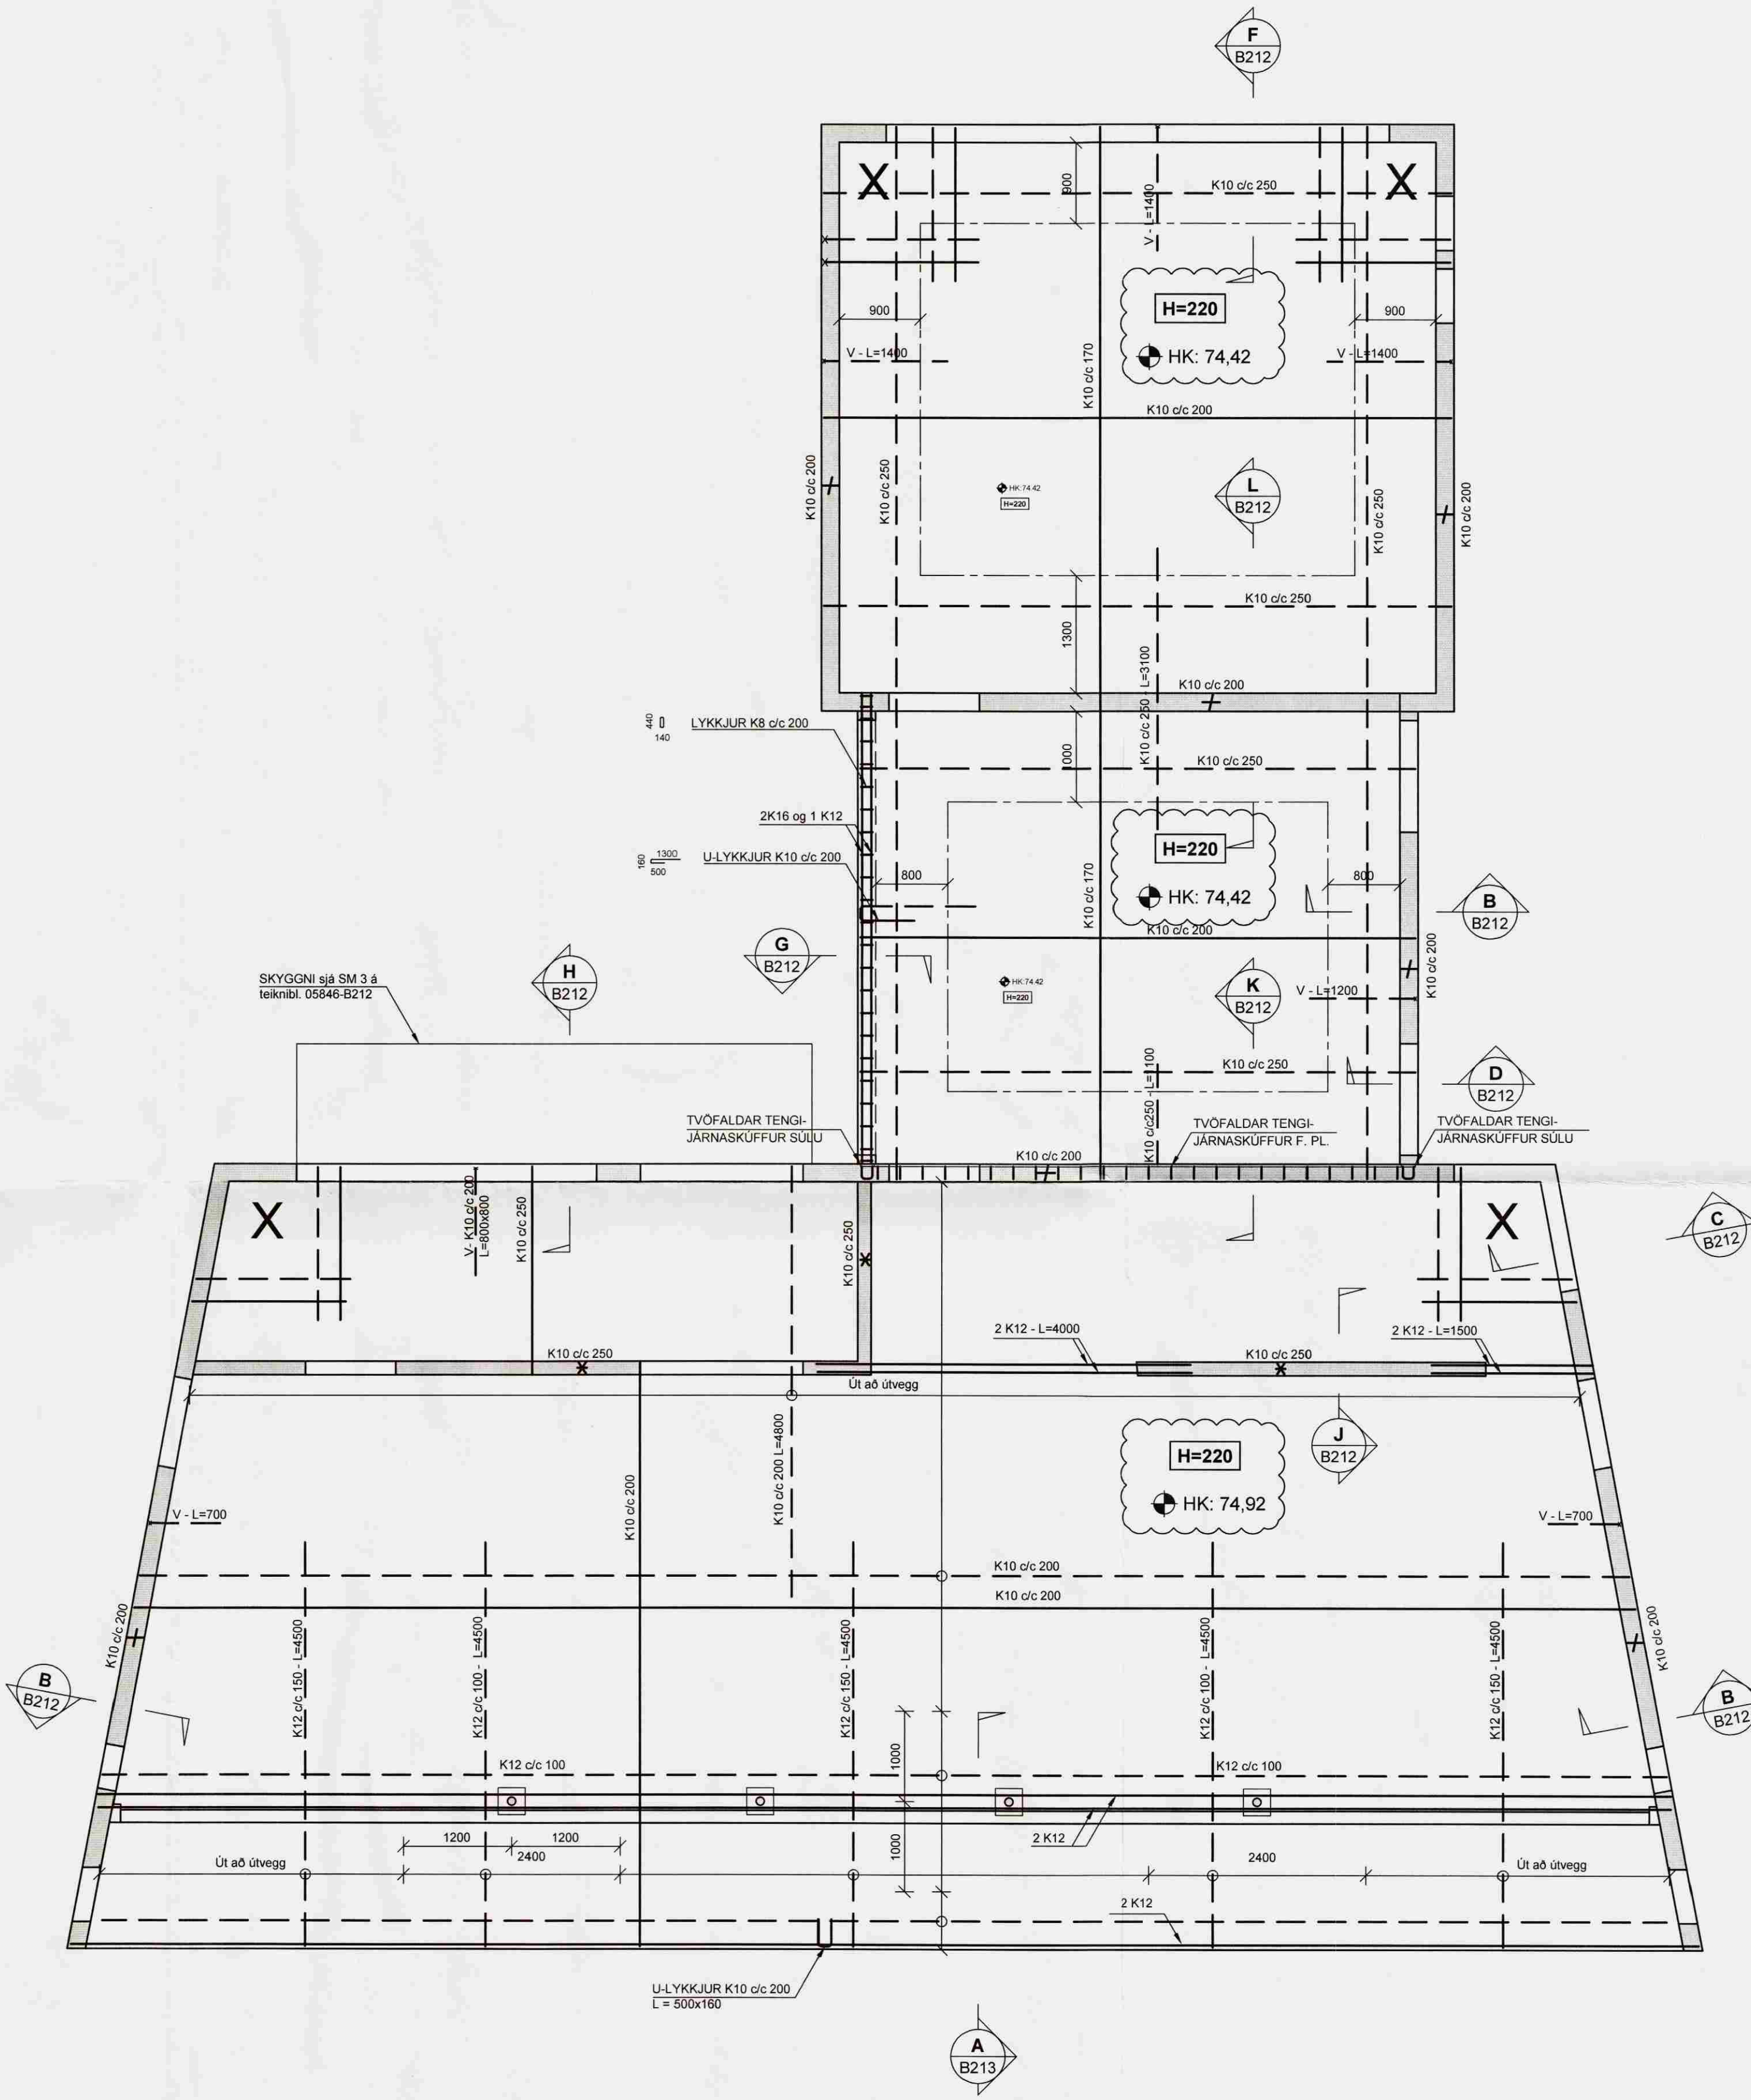 F
B212
X
X
900
V - L=1400
K10 c/c 250
H=220
HK: 74,42
900
900
V - L=1400
V - L=1400
K10 c/c 170
K10 c/c 200
K10 c/c 200
K10 c/c 250
HK:74.42
H=220
L
B212
K10 c/c 250
K10 c/c 200
K10 c/c 250
1300
K10 c/c 250 - L=3100
K10 c/c 200
440
140
LYKKJUR K8 c/c 200
1000
K10 c/c 250
2K16 og 1 K12
160
1300
500
U-LYKKJUR K10 c/c 200
H=220
HK: 74,42
800
800
K10 c/c 170
K10 c/c 200
B
B212
G
B212
H
B212
SKYGGNI sjá SM 3 á
teiknibl. 05846-B212
HK:74.42
H=220
K
B212
V - L=1200
K10 c/c 200
K10 c/c 250
K10 c/c250 - L=1100
D
B212
TVÖFALDAR TENGI-
JÁRNASKÚFFUR SÚLU
TVÖFALDAR TENGI-
JÁRNASKÚFFUR F. PL.
TVÖFALDAR TENGI-
JÁRNASKÚFFUR SÚLU
K10 c/c 200
X
V- K10 c/c 200
L=800x800
K10 c/c 250
K10 c/c 250
X
C
B212
2 K12 - L=4000
2 K12 - L=1500
K10 c/c 250
K10 c/c 250
Út að útvegg
K10 c/c 200 L=4800
H=220
HK: 74,92
J
B212
K10 c/c 200
V - L=700
V - L=700
K10 c/c 200
K10 c/c 200
K10 c/c 200
K10 c/c 200
K12 c/c 150 - L=4500
K12 c/c 100 - L=4500
K12 c/c 150 - L=4500
K12 c/c 100 - L=4500
K12 c/c 150 - L=4500
B
B212
B
B212
1000
K12 c/c 100
K12 c/c 100
1200
1200
2400
1000
2 K12
2400
Út að útvegg
Út að útvegg
2 K12
U-LYKKJUR K10 c/c 200
L = 500x160
A
B213